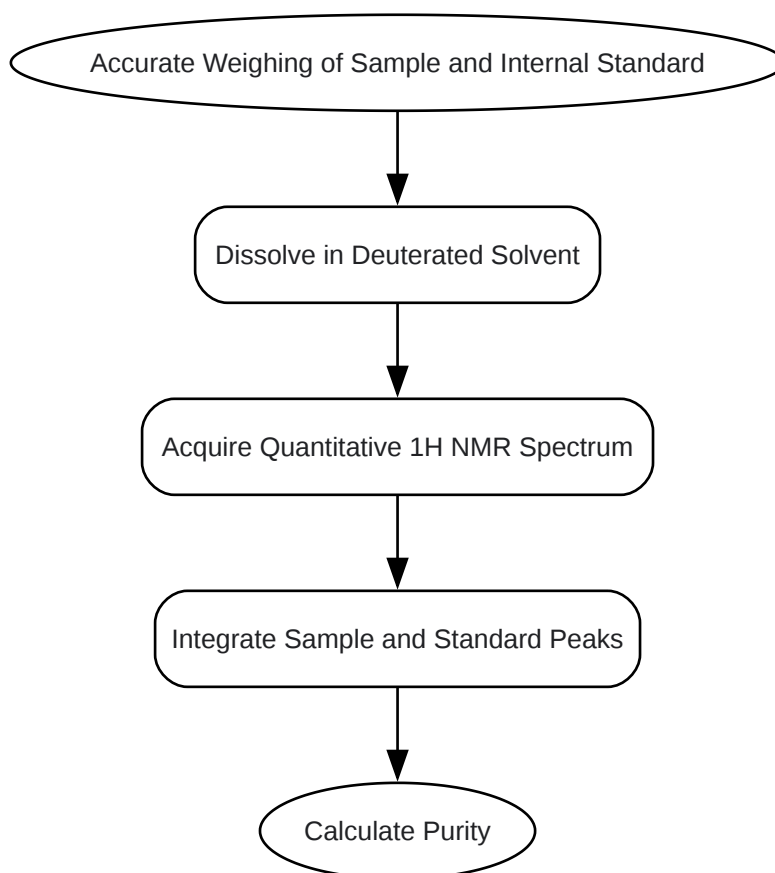 Accurate Weighing of Sample and Internal Standard
Dissolve in Deuterated Solvent
Acquire Quantitative 1H NMR Spectrum
Integrate Sample and Standard Peaks
Calculate Purity